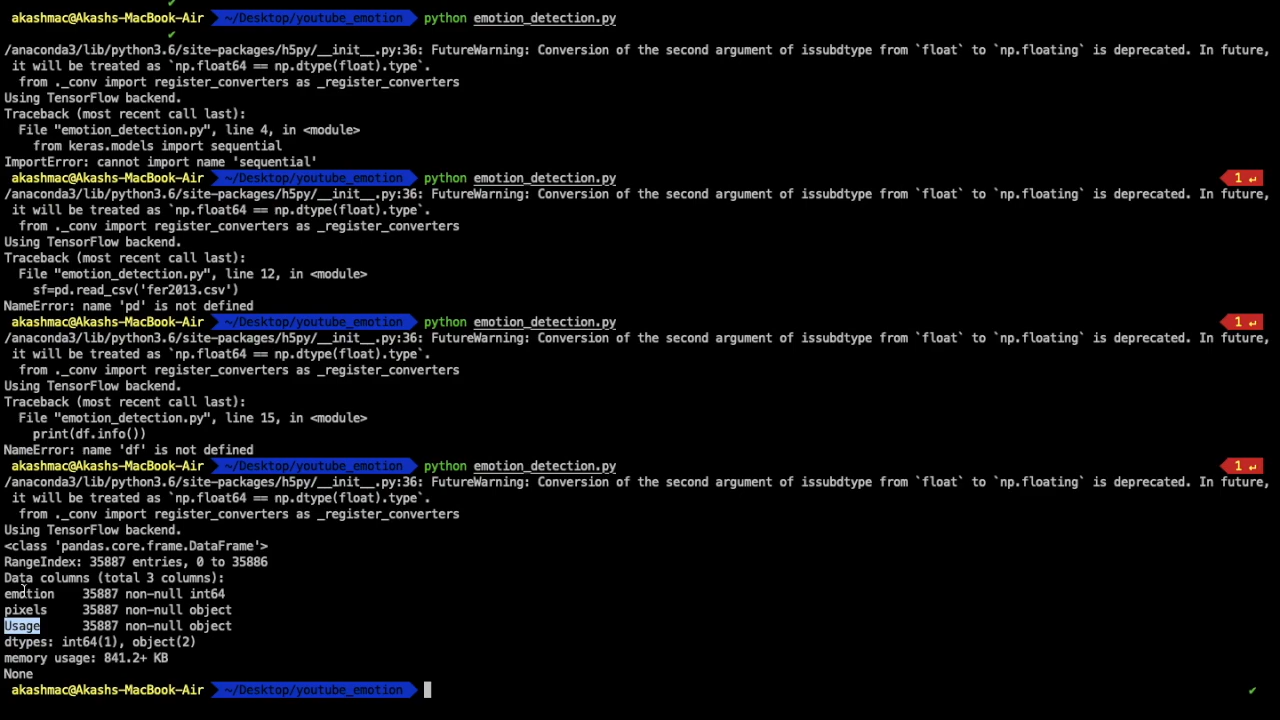 akashmac@Akashs-MacBook-Air ~/Desktop/youtube_emotion python emotion_detection.py
✔
/anaconda3/lib/python3.6/site-packages/h5py/__init__.py:36: FutureWarning: Conversion of the second argument of issubdtype from `float` to `np.floating` is deprecated. In future,
it will be treated as `np.float64 == np.dtype(float).type`.
from ._conv import register_converters as _register_converters
Using TensorFlow backend.
Traceback (most recent call last):
File "emotion_detection.py", line 4, in <module>
from keras.models import sequential
ImportError: cannot import name 'sequential'
akashmac@Akashs-MacBook-Air ~/Desktop/youtube_emotion python emotion_detection.py 1 ↵
/anaconda3/lib/python3.6/site-packages/h5py/__init__.py:36: FutureWarning: Conversion of the second argument of issubdtype from `float` to `np.floating` is deprecated. In future,
it will be treated as `np.float64 == np.dtype(float).type`.
from ._conv import register_converters as _register_converters
Using TensorFlow backend.
Traceback (most recent call last):
File "emotion_detection.py", line 12, in <module>
sf=pd.read_csv('fer2013.csv')
NameError: name 'pd' is not defined
akashmac@Akashs-MacBook-Air ~/Desktop/youtube_emotion python emotion_detection.py 1 ↵
/anaconda3/lib/python3.6/site-packages/h5py/__init__.py:36: FutureWarning: Conversion of the second argument of issubdtype from `float` to `np.floating` is deprecated. In future,
it will be treated as `np.float64 == np.dtype(float).type`.
from ._conv import register_converters as _register_converters
Using TensorFlow backend.
Traceback (most recent call last):
File "emotion_detection.py", line 15, in <module>
print(df.info())
NameError: name 'df' is not defined
akashmac@Akashs-MacBook-Air ~/Desktop/youtube_emotion python emotion_detection.py 1 ↵
/anaconda3/lib/python3.6/site-packages/h5py/__init__.py:36: FutureWarning: Conversion of the second argument of issubdtype from `float` to `np.floating` is deprecated. In future,
it will be treated as `np.float64 == np.dtype(float).type`.
from ._conv import register_converters as _register_converters
Using TensorFlow backend.
<class 'pandas.core.frame.DataFrame'>
RangeIndex: 35887 entries, 0 to 35886
Data columns (total 3 columns):
emotion 35887 non-null int64
pixels 35887 non-null object
Usage 35887 non-null object
dtypes: int64(1), object(2)
memory usage: 841.2+ KB
None
akashmac@Akashs-MacBook-Air ~/Desktop/youtube_emotion ✔